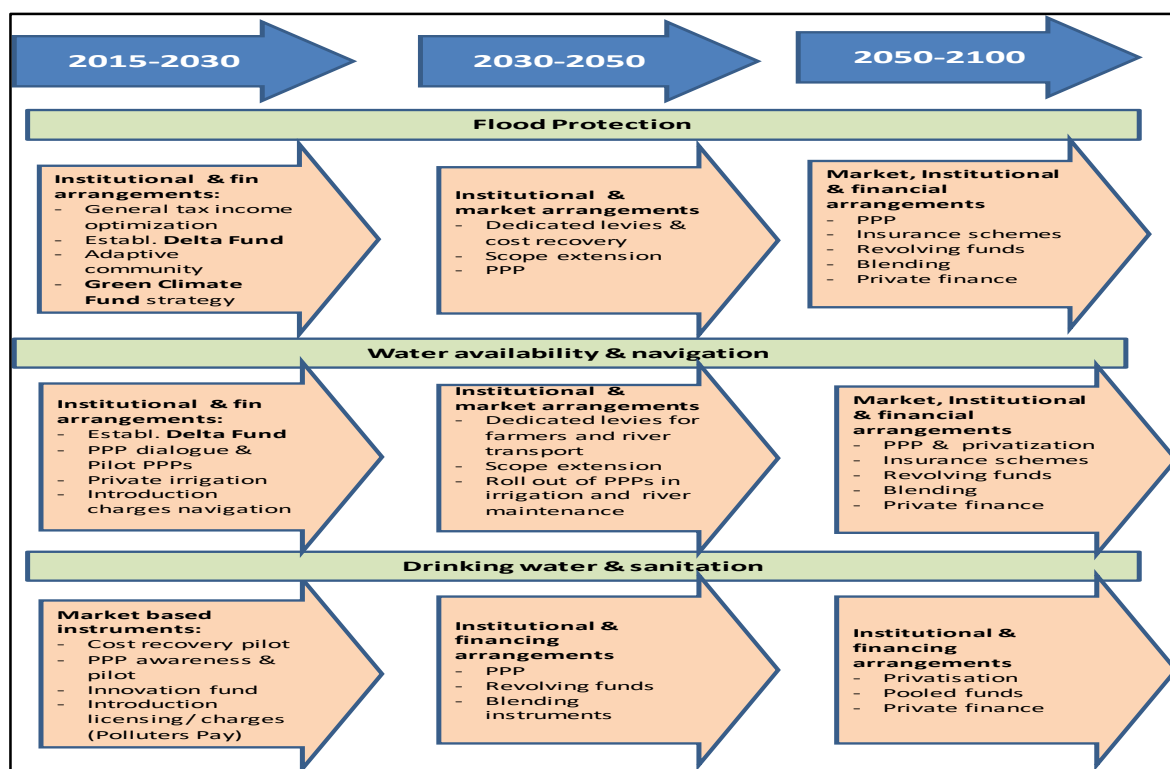 2015-2030
2030-2050
2050-2100
Flood Protection
Institutional & fin
arrangements:
- General tax income
optimization
- Establ. Delta Fund
- Adaptive
community
- Green Climate
Fund strategy
Institutional &
market arrangements
- Dedicated levies &
cost recovery
- Scope extension
- PPP
Market, Institutional
& financial
arrangements
- PPP
- Insurance schemes
- Revolving funds
- Blending
- Private finance
Water availability & navigation
Institutional & fin
arrangements:
- Establ. Delta Fund
- PPP dialogue &
Pilot PPPs
- Private irrigation
- Introduction
charges navigation
Institutional &
market arrangements
- Dedicated levies for
farmers and river
transport
- Scope extension
- Roll out of PPPs in
irrigation and river
maintenance
Market, Institutional
& financial
arrangements
- PPP & privatization
- Insurance schemes
- Revolving funds
- Blending
- Private finance
Drinking water & sanitation
Market based
instruments:
- Cost recovery pilot
- PPP awareness &
pilot
- Innovation fund
- Introduction
licensing/ charges
(Polluters Pay)
Institutional &
financing
arrangements
- PPP
- Revolving funds
- Blending
instruments
Institutional &
financing
arrangements
- Privatisation
- Pooled funds
- Private finance